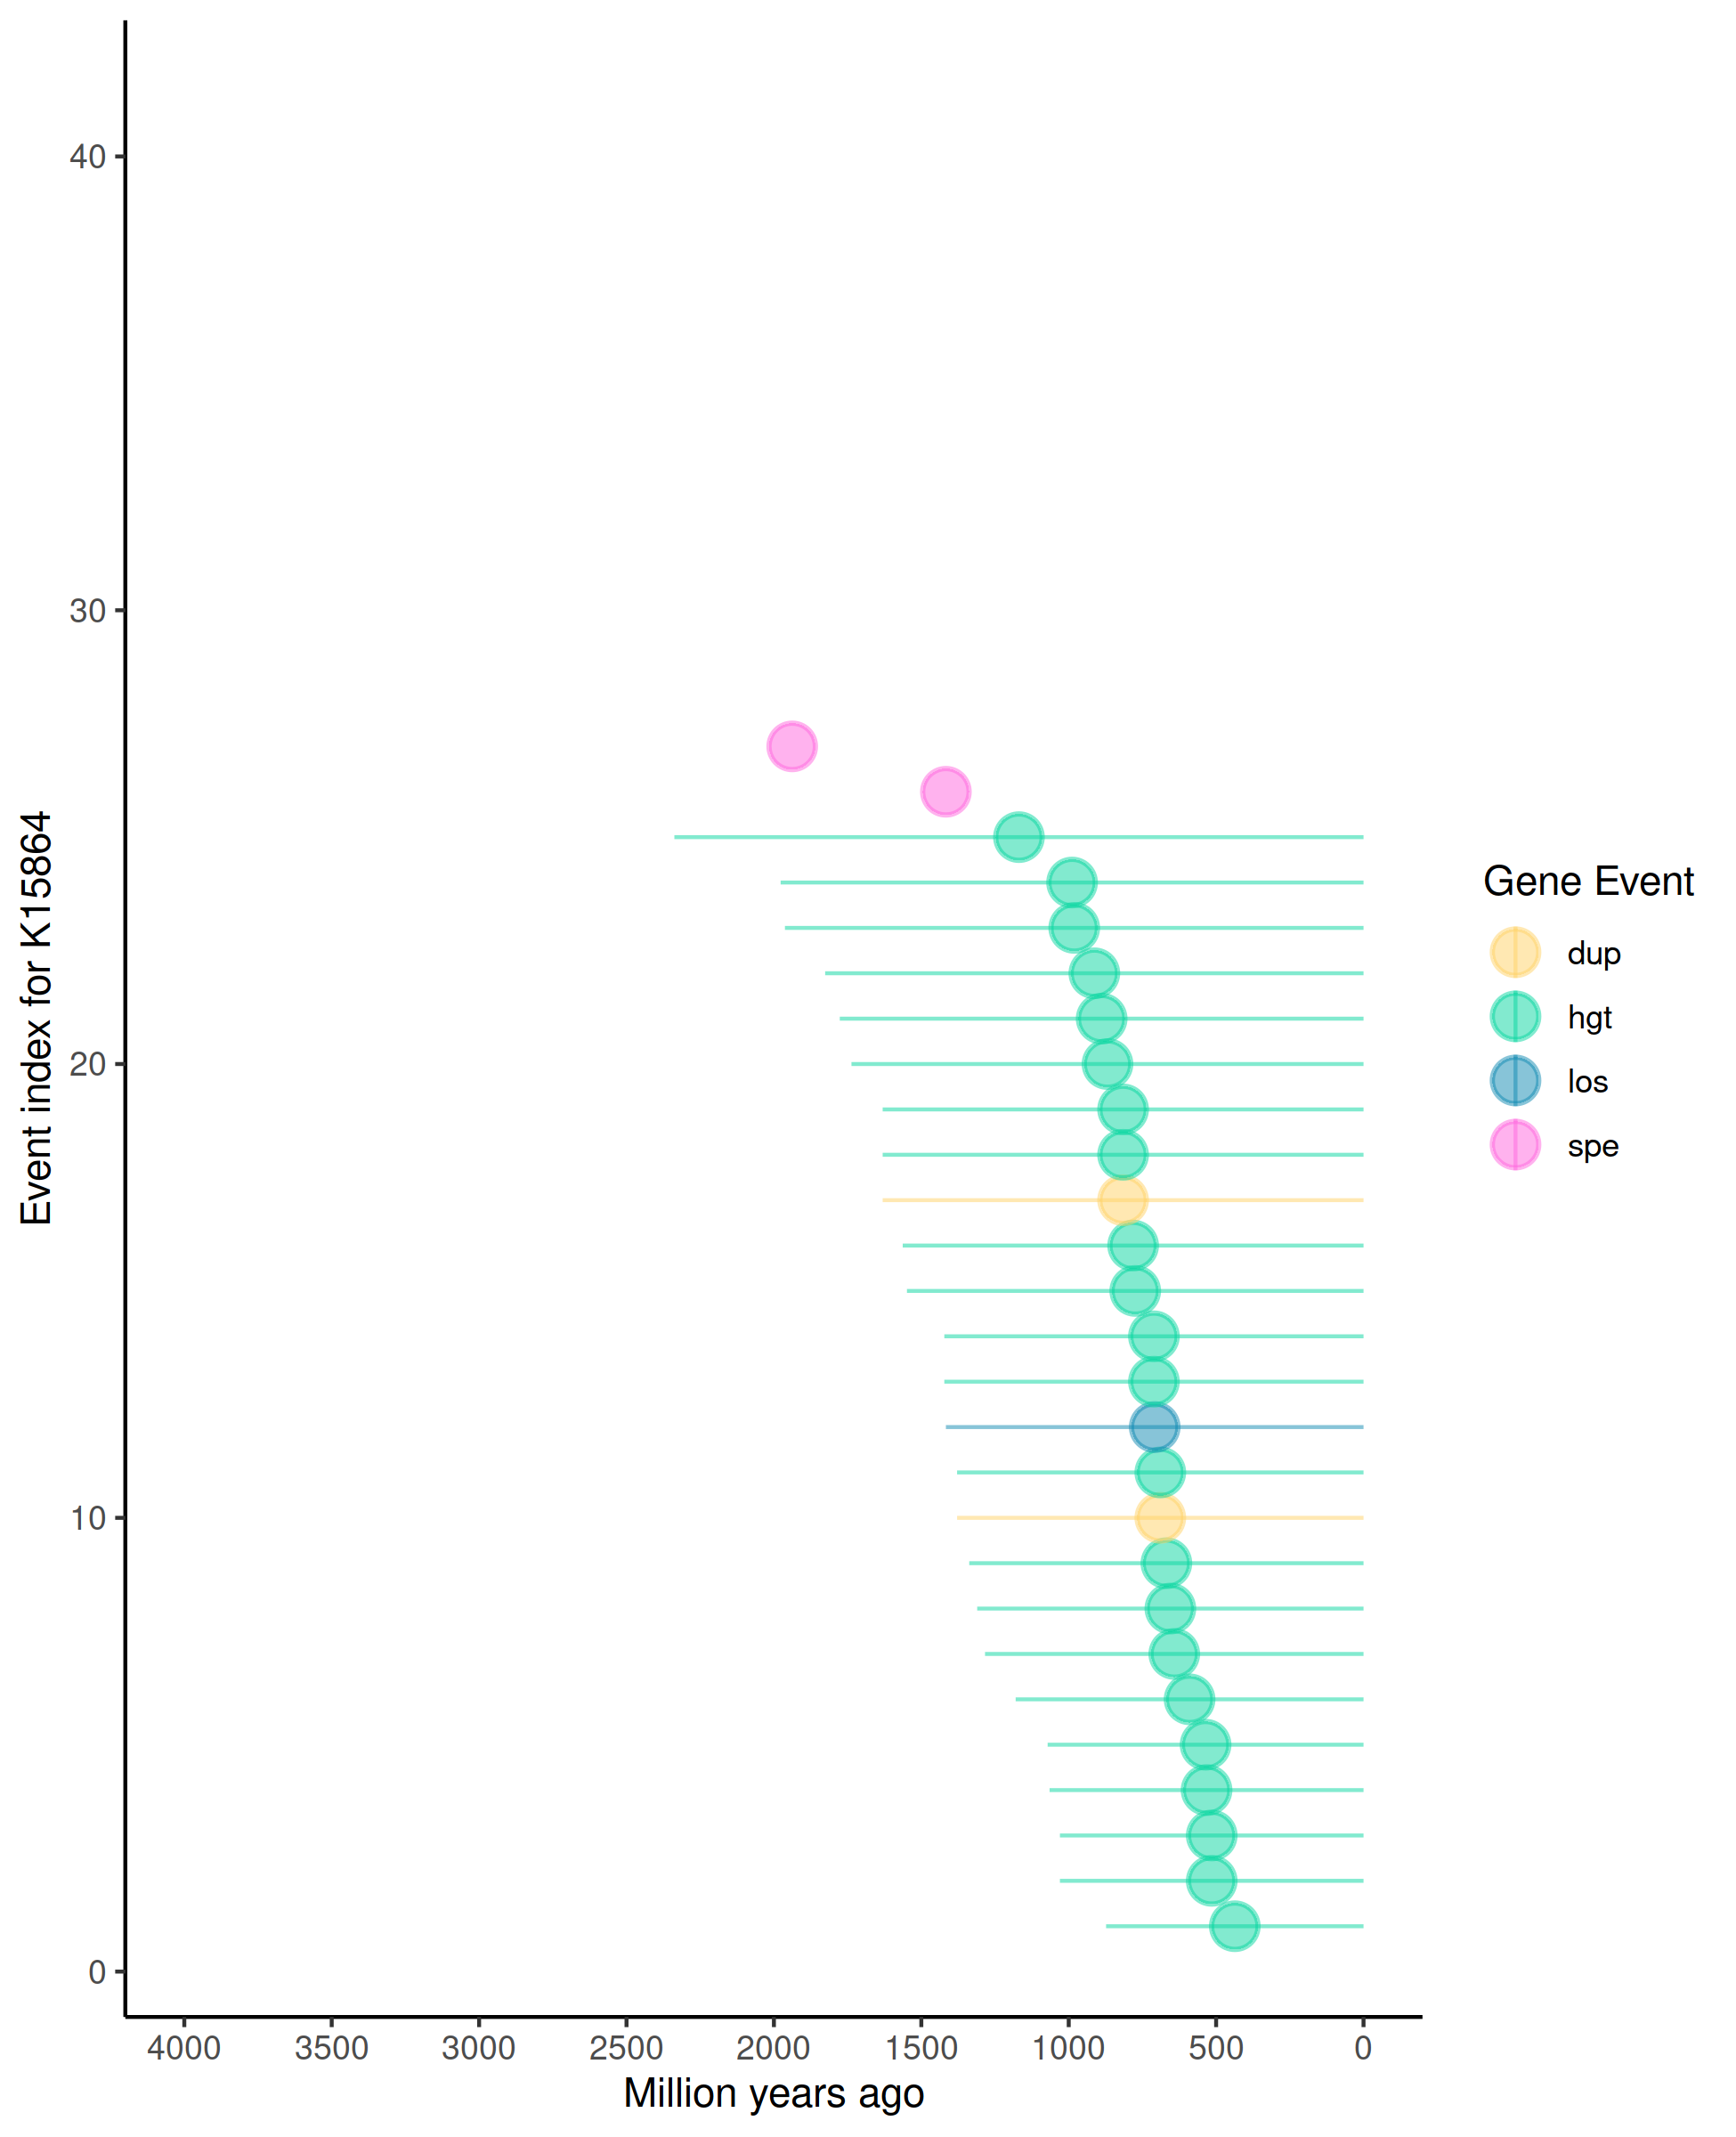 40
30
20
10
0
Event index for K15864
4000 3500 3000 2500 2000 1500 1000 500 0
Million years ago
Gene Event
dup
hgt
los
spe